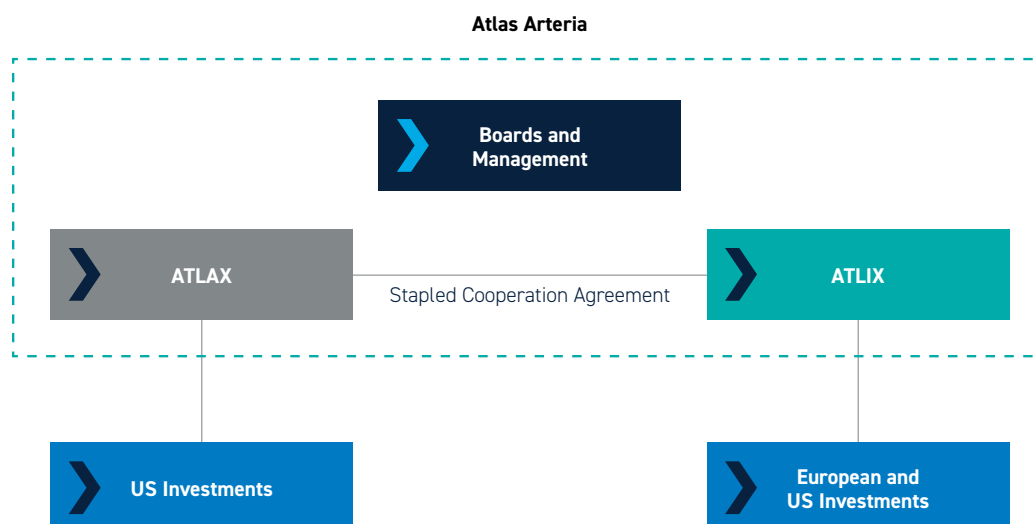 Atlas Arteria
Boards and
Management
ATLAX
Stapled Cooperation Agreement
ATLIX
US Investments
European and
US Investments